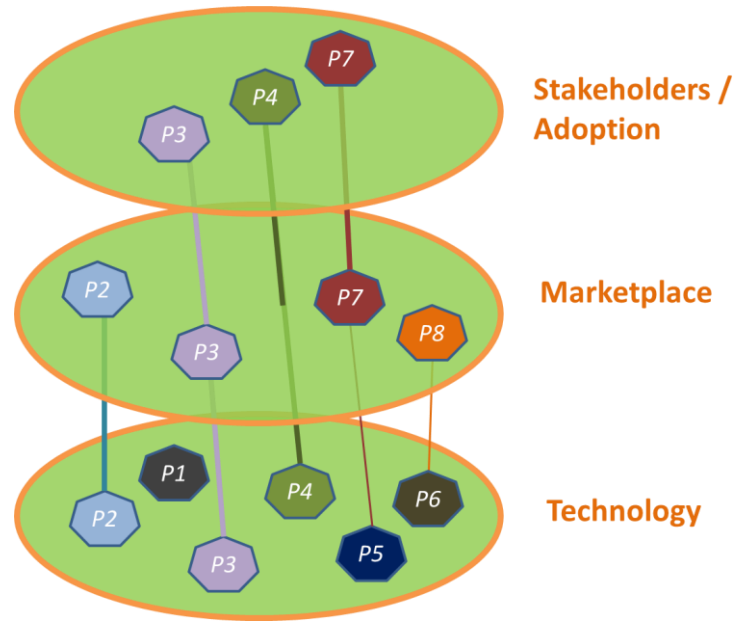 P7
P4
P3
Stakeholders /
Adoption
P2
P7
P8
P3
Marketplace
P1
P4
P6
P2
P5
P3
Technology